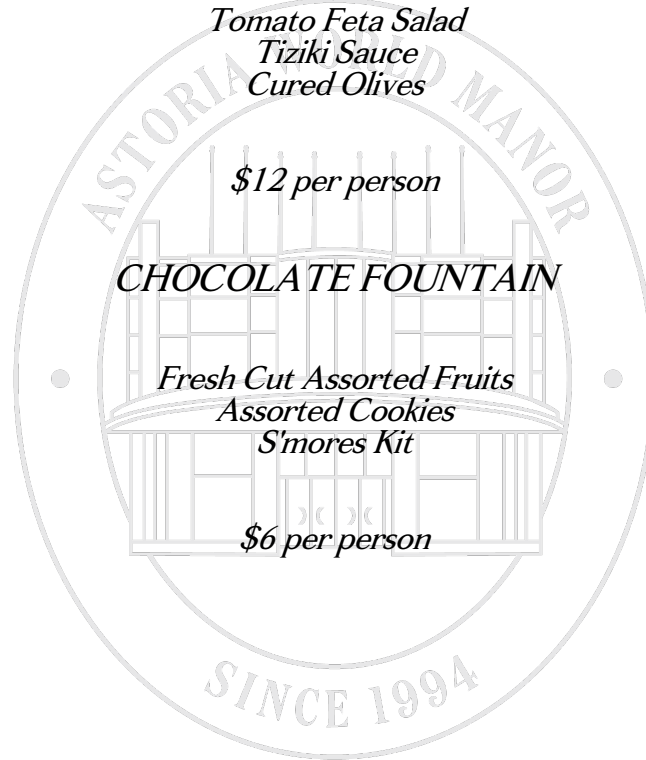 Tomato Feta Salad
Tiziki Sauce
Cured Olives
ASTORIA WORLD MANOR
$12 per person
CHOCOLATE FOUNTAIN
Fresh Cut Assorted Fruits
Assorted Cookies
S'mores Kit
$6 per person
SINCE 1994